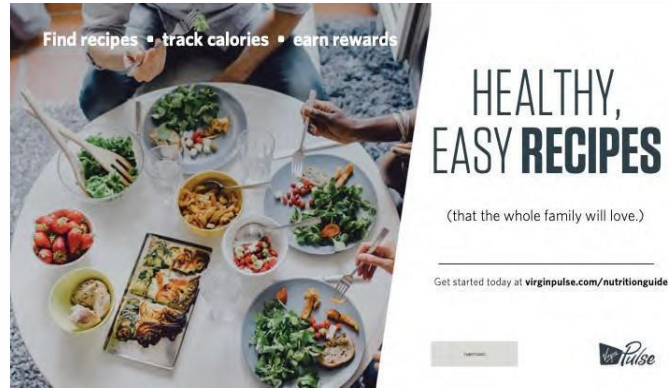 Find recipes • track calories • earn rewards
HEALTHY,
EASY RECIPES
(that the whole family will love.)
Get started today at virginpulse.com/nutritionguide
Virgin Pulse